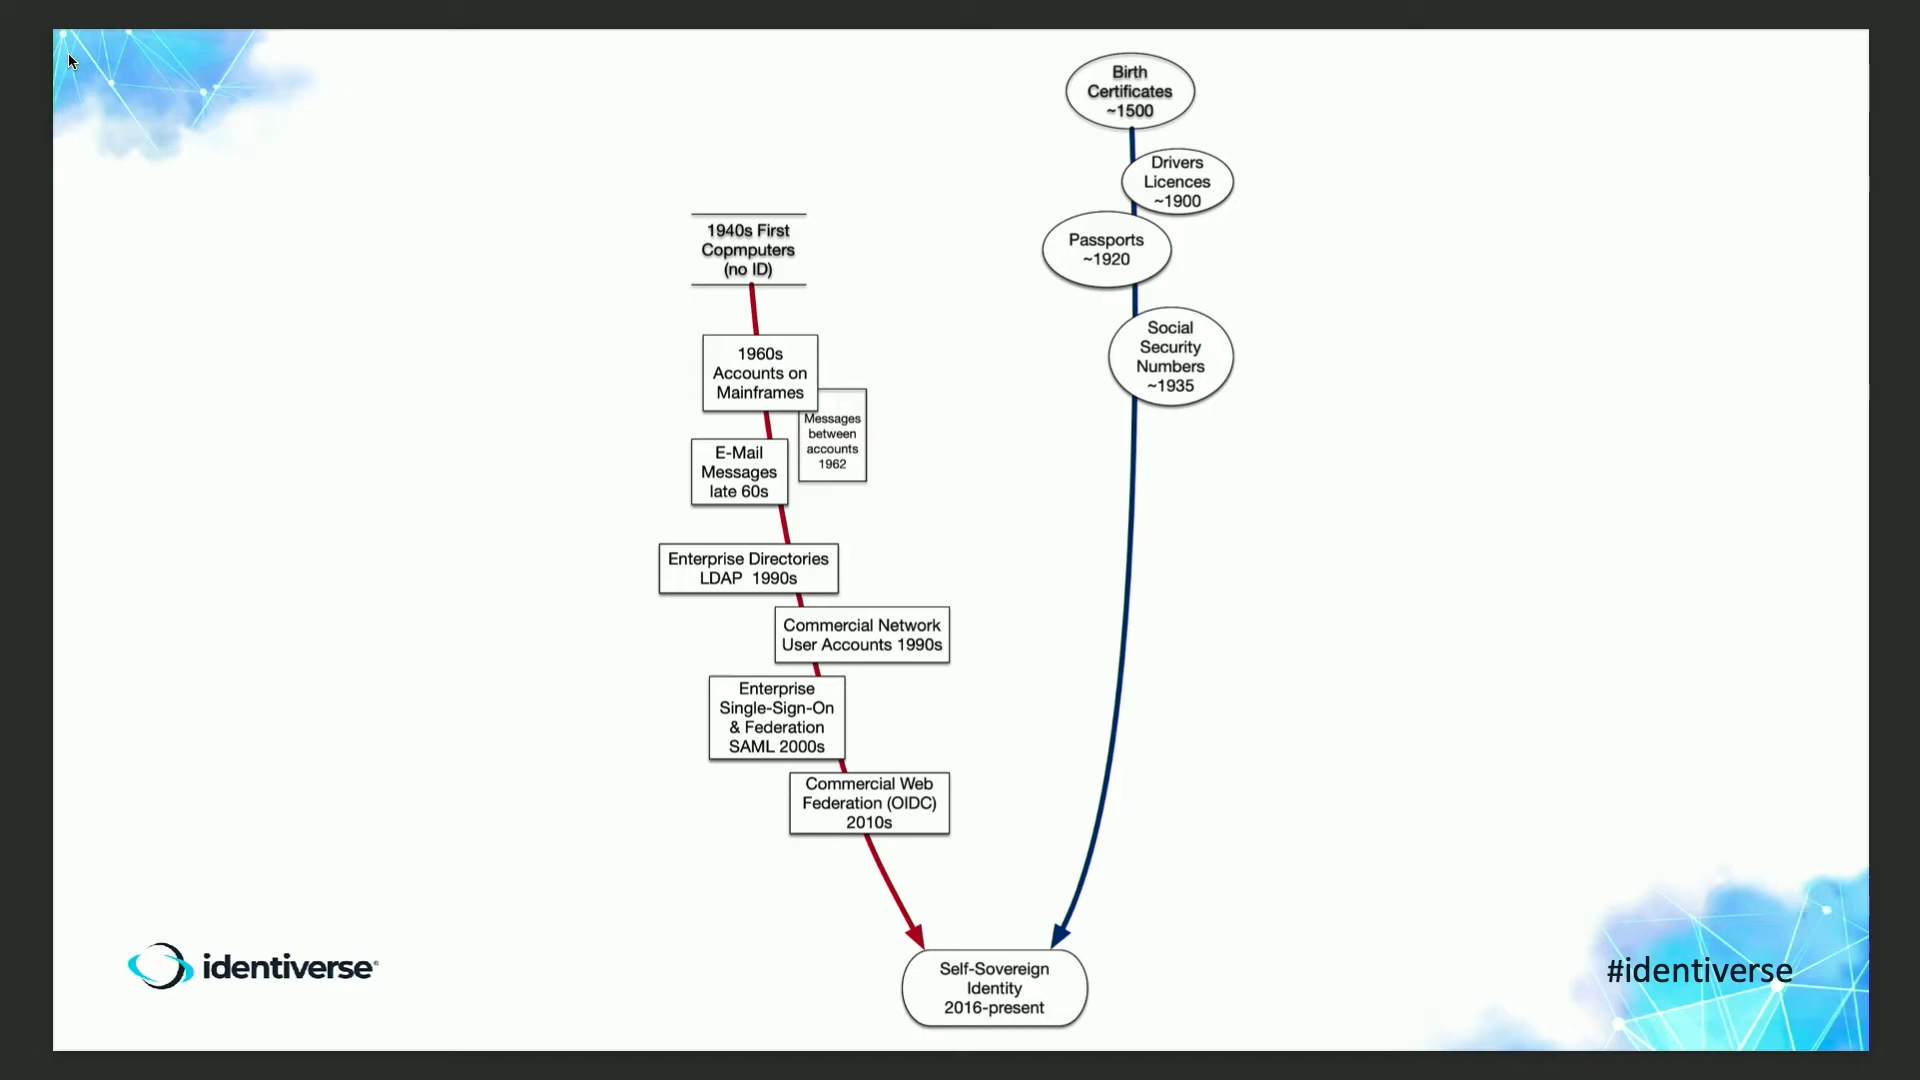 Birth
Certificates
~1500
Drivers
Licences
~1900
Passports
~1920
Social
Security
Numbers
~1935
1940s First
Copmputers
(no ID)
1960s
Accounts on
Mainframes
Messages
between
accounts
1962
E-Mail
Messages
late 60s
Enterprise Directories
LDAP 1990s
Commercial Network
User Accounts 1990s
Enterprise
Single-Sign-On
& Federation
SAML 2000s
Commercial Web
Federation (OIDC)
2010s
Self-Sovereign
Identity
2016-present
identiverse
#identiverse